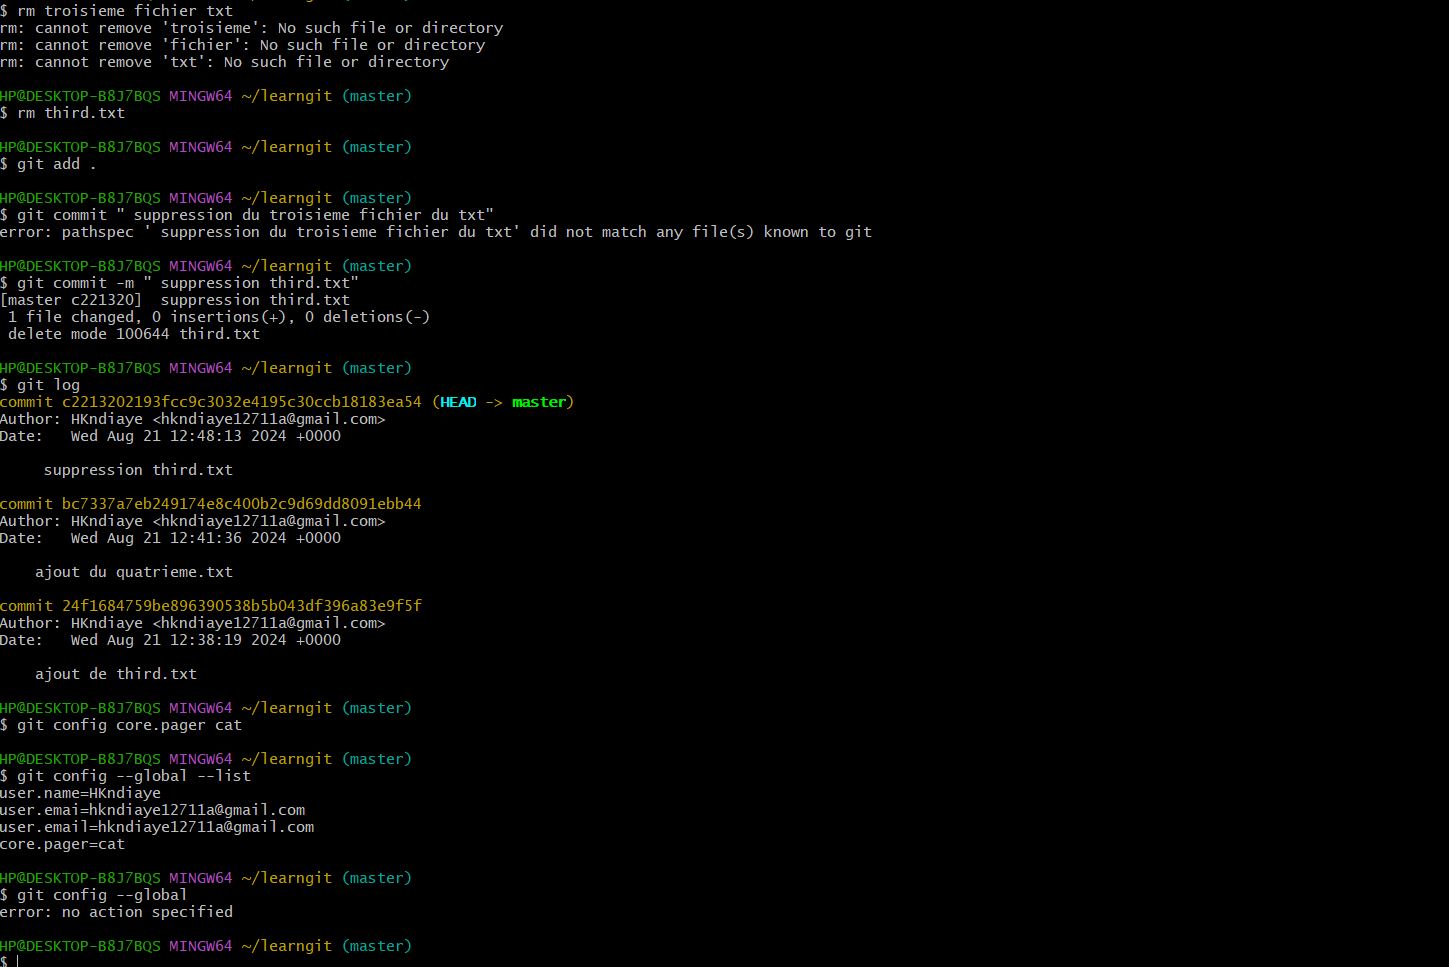 $ rm troisieme fichier txt
rm: cannot remove 'troisieme': No such file or directory
rm: cannot remove 'fichier': No such file or directory
rm: cannot remove 'txt': No such file or directory
HP@DESKTOP-B8J7BQS MINGW64 ~/learngit (master)
$ rm third.txt
HP@DESKTOP-B8J7BQS MINGW64 ~/learngit (master)
$ git add .
HP@DESKTOP-B8J7BQS MINGW64 ~/learngit (master)
$ git commit " suppression du troisieme fichier du txt"
error: pathspec ' suppression du troisieme fichier du txt' did not match any file(s) known to git
HP@DESKTOP-B8J7BQS MINGW64 ~/learngit (master)
$ git commit -m " suppression third.txt"
[master c221320]  suppression third.txt
 1 file changed, 0 insertions(+), 0 deletions(-)
 delete mode 100644 third.txt
HP@DESKTOP-B8J7BQS MINGW64 ~/learngit (master)
$ git log
commit c2213202193fcc9c3032e4195c30ccb18183ea54 (HEAD -> master)
Author: HKndiaye <hkndiaye12711a@gmail.com>
Date:   Wed Aug 21 12:48:13 2024 +0000
     suppression third.txt
commit bc7337a7eb249174e8c400b2c9d69dd8091ebb44
Author: HKndiaye <hkndiaye12711a@gmail.com>
Date:   Wed Aug 21 12:41:36 2024 +0000
    ajout du quatrieme.txt
commit 24f1684759be896390538b5b043df396a83e9f5f
Author: HKndiaye <hkndiaye12711a@gmail.com>
Date:   Wed Aug 21 12:38:19 2024 +0000
    ajout de third.txt
HP@DESKTOP-B8J7BQS MINGW64 ~/learngit (master)
$ git config core.pager cat
HP@DESKTOP-B8J7BQS MINGW64 ~/learngit (master)
$ git config --global --list
user.name=HKndiaye
user.emai=hkndiaye12711a@gmail.com
user.email=hkndiaye12711a@gmail.com
core.pager=cat
HP@DESKTOP-B8J7BQS MINGW64 ~/learngit (master)
$ git config --global
error: no action specified
HP@DESKTOP-B8J7BQS MINGW64 ~/learngit (master)
$